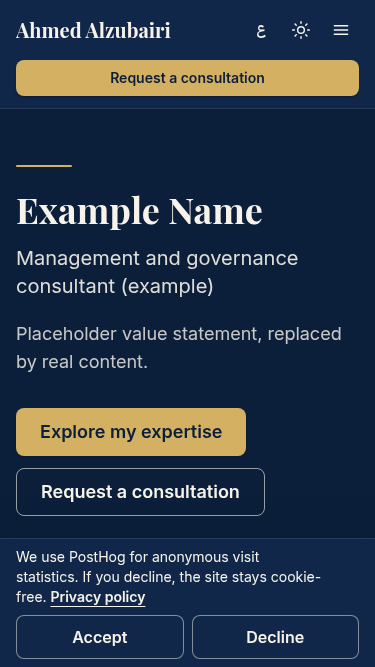 Ahmed Alzubairi
ع
Request a consultation
Example Name
Management and governance
consultant (example)
Placeholder value statement, replaced
by real content.
Explore my expertise
Request a consultation
We use PostHog for anonymous visit
statistics. If you decline, the site stays cookie-
free. Privacy policy
Accept
Decline